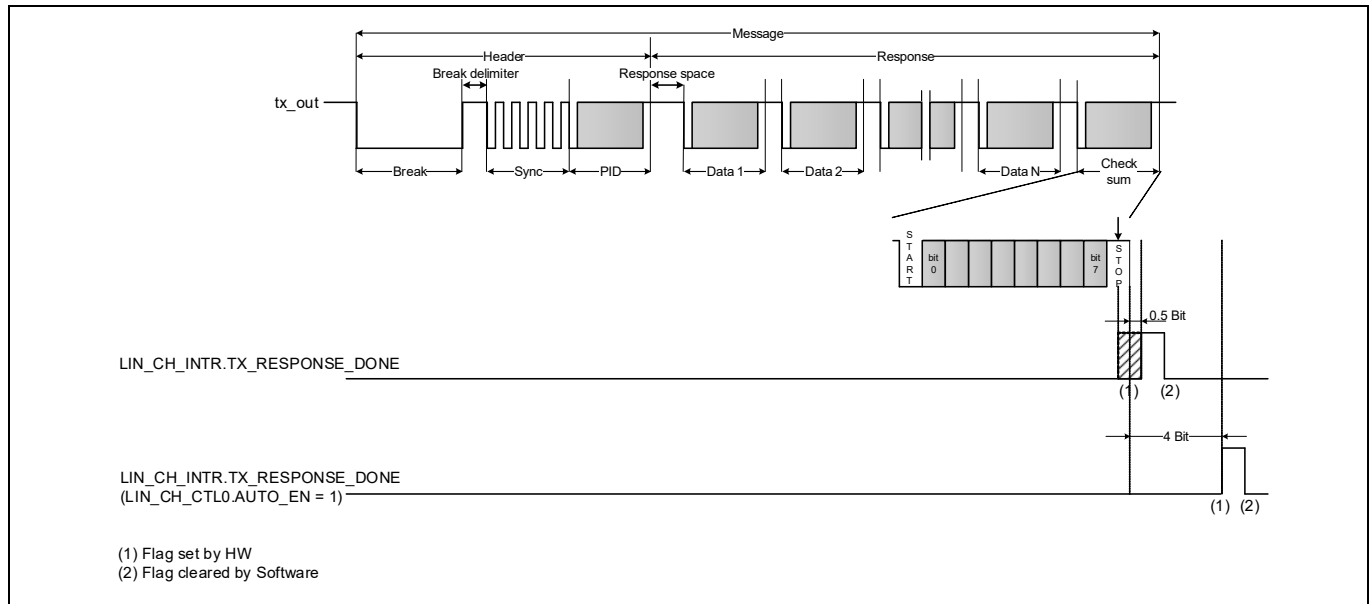 Message
Header Response
Break delimiter Response space
tx_out
Break Sync PID Data 1 Data 2 Data N Check sum
START bit 0 bit 7 STOP
0.5 Bit
LIN_CH_INTR.TX_RESPONSE_DONE
(1) (2)
4 Bit
LIN_CH_INTR.TX_RESPONSE_DONE
(LIN_CH_CTL0.AUTO_EN = 1)
(1) (2)
(1) Flag set by HW
(2) Flag cleared by Software